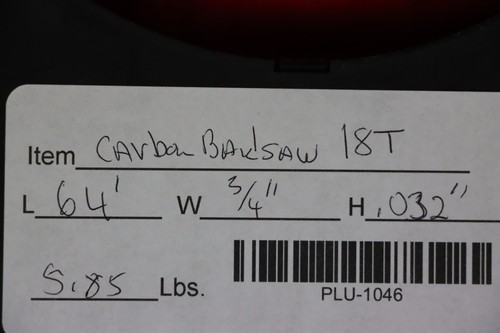 Item Carbon Bandsaw 18T
L 64' W 3/4" H .032"
5.85 Lbs.
PLU-1046